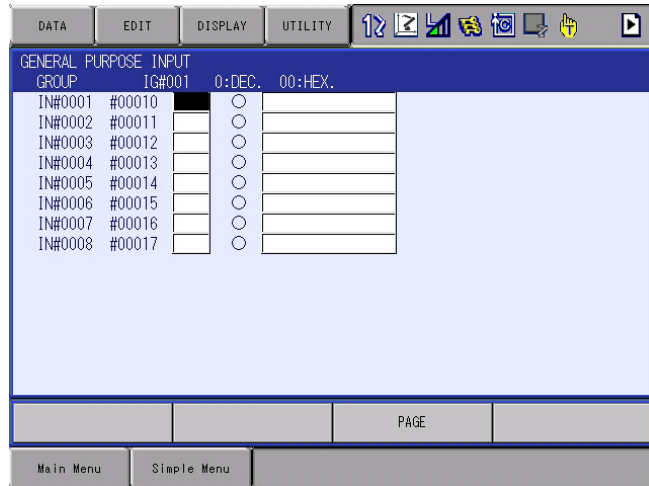 DATA EDIT DISPLAY UTILITY 12
GENERAL PURPOSE INPUT
GROUP IG#001 0:DEC. 00:HEX.
IN#0001 #00010
IN#0002 #00011
IN#0003 #00012
IN#0004 #00013
IN#0005 #00014
IN#0006 #00015
IN#0007 #00016
IN#0008 #00017
PAGE
Main Menu Simple Menu